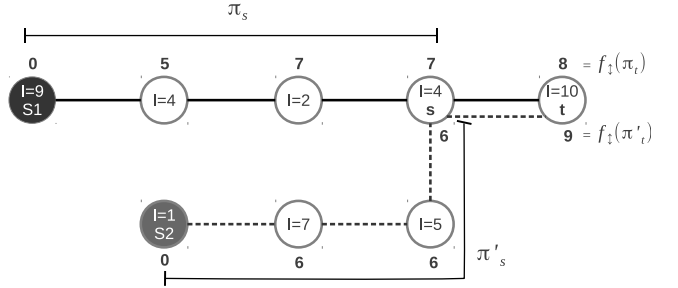 π_s
0 5 7 7 8 = f↕(π_t)
I=9 I=4 I=2 I=4 I=10
S1 s t
6 9 = f↕(π'_t)
I=1 I=7 I=5
S2
π'_s
0 6 6